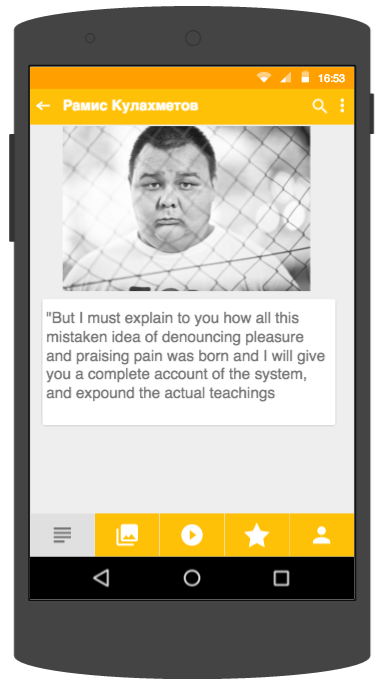 16:53
Рамис Кулахметов
"But I must explain to you how all this
mistaken idea of denouncing pleasure
and praising pain was born and I will give
you a complete account of the system,
and expound the actual teachings